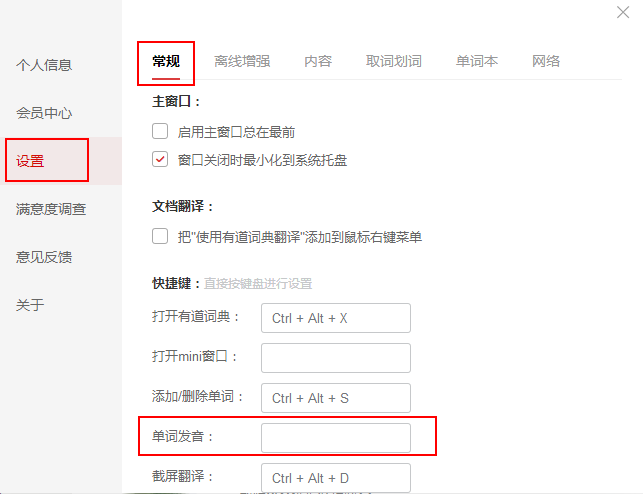 常规 离线增强 内容 取词划词 单词本 网络
个人信息
会员中心
设置
满意度调查
意见反馈
关于
主窗口：
启用主窗口总在最前
窗口关闭时最小化到系统托盘
文档翻译：
把"使用有道词典翻译"添加到鼠标右键菜单
快捷键：直接按键盘进行设置
打开有道词典： Ctrl + Alt + X
打开mini窗口：
添加/删除单词： Ctrl + Alt + S
单词发音：
截屏翻译： Ctrl + Alt + D